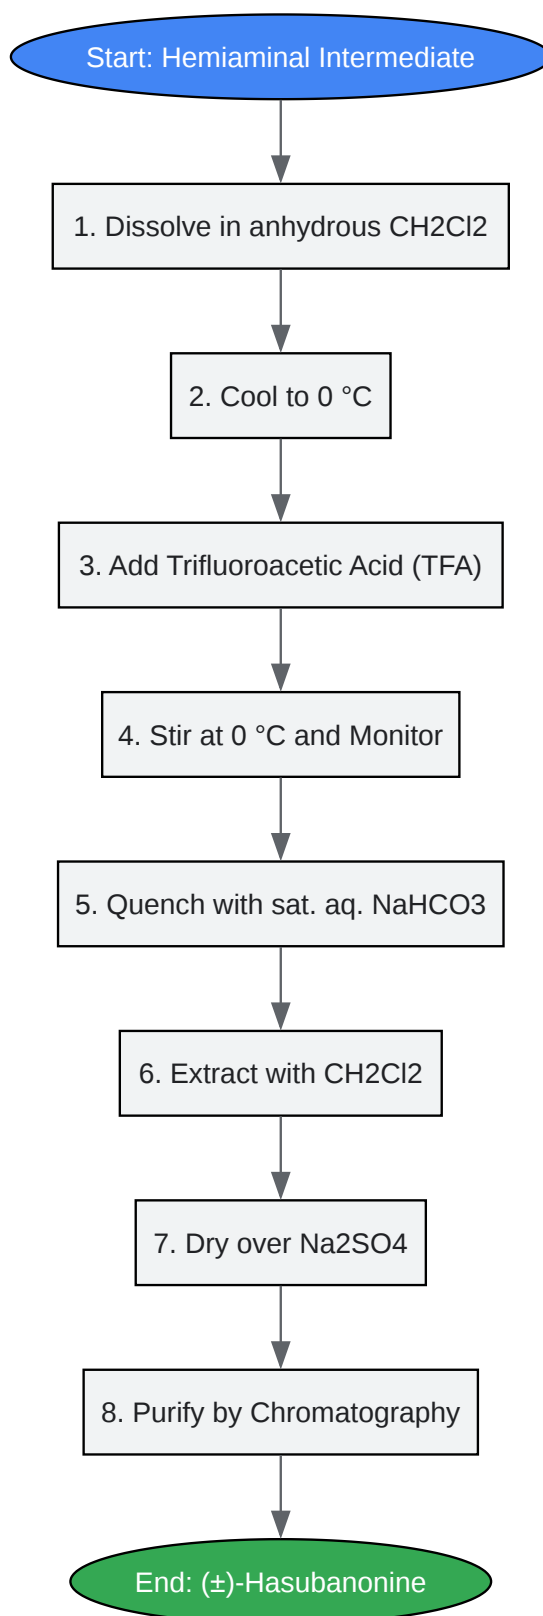 Start: Hemiaminal Intermediate
1. Dissolve in anhydrous CH2Cl2
2. Cool to 0 °C
3. Add Trifluoroacetic Acid (TFA)
4. Stir at 0 °C and Monitor
5. Quench with sat. aq. NaHCO3
6. Extract with CH2Cl2
7. Dry over Na2SO4
8. Purify by Chromatography
End: (±)-Hasubanonine